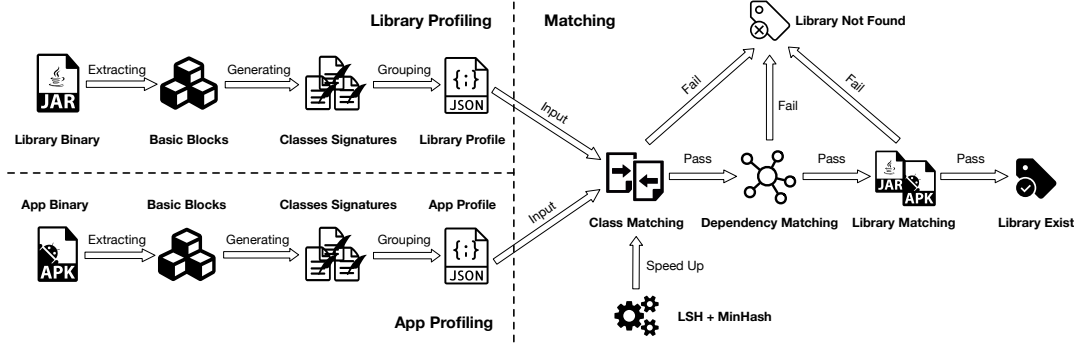 Library Profiling
Matching
Library Not Found
Extracting
Generating
Grouping
JAR
{;}
JSON
Library Binary
Basic Blocks
Classes Signatures
Library Profile
Input
Fail
Fail
Fail
Pass
Pass
Pass
JAR
APK
Class Matching
Dependency Matching
Library Matching
Library Exist
App Binary
Basic Blocks
Classes Signatures
App Profile
Input
Extracting
Generating
Grouping
APK
{;}
JSON
Speed Up
LSH + MinHash
App Profiling